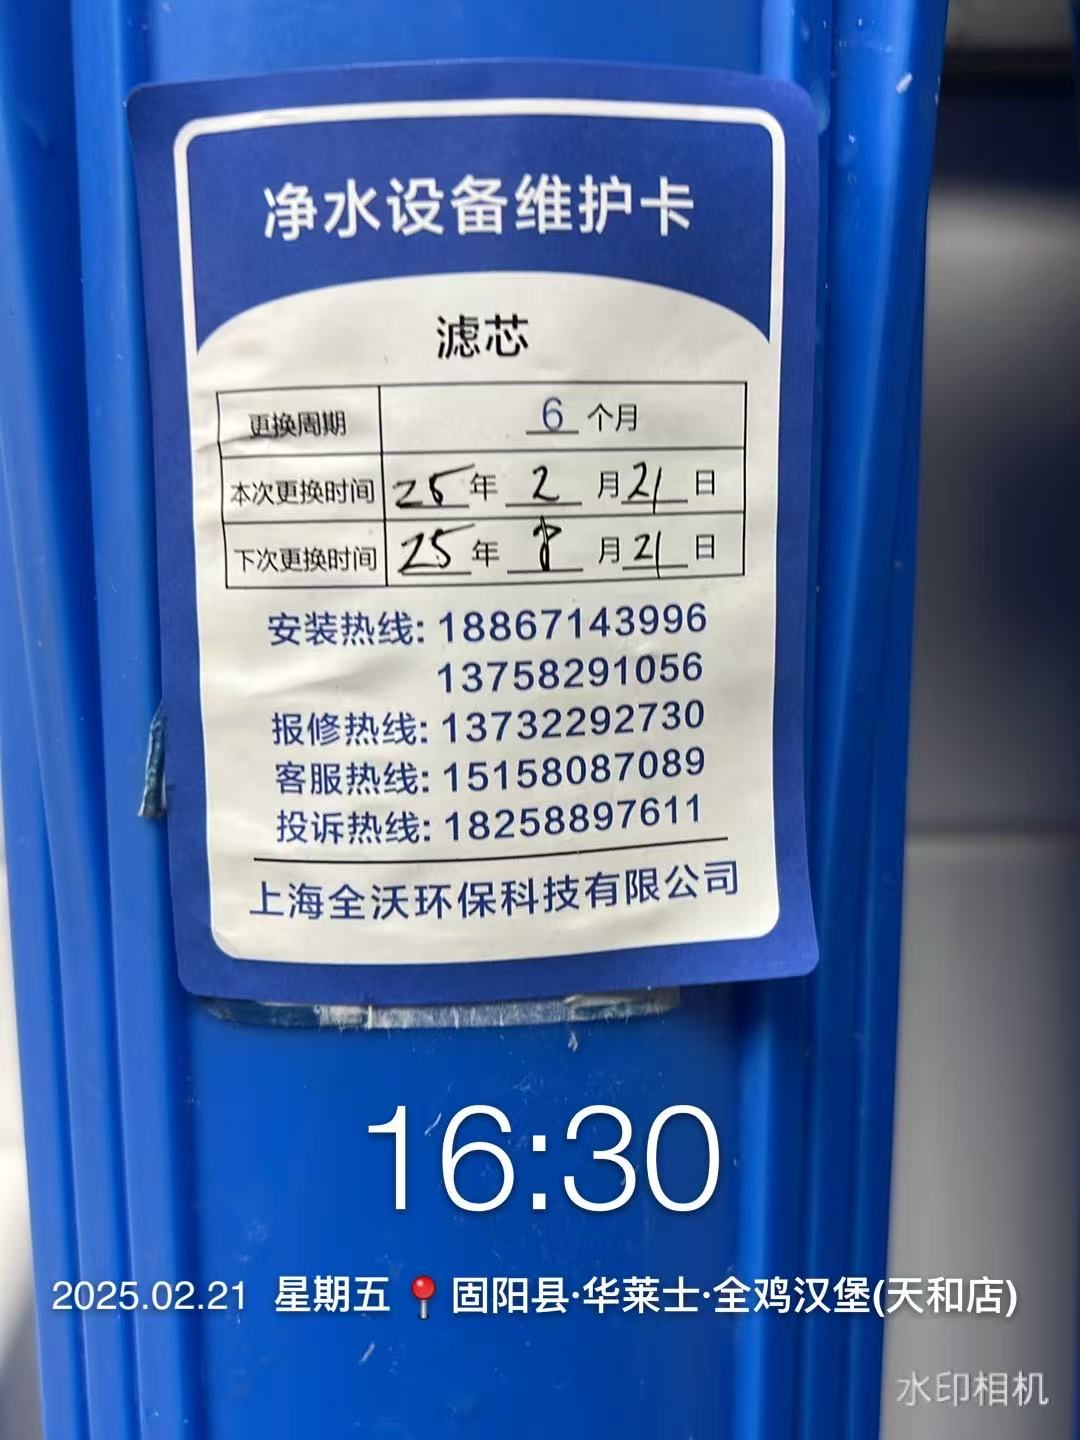 净水设备维护卡
滤芯
更换周期 6 个月
本次更换时间 25 年 2 月 21 日
下次更换时间 25 年 8 月 21 日
安装热线: 18867143996
13758291056
报修热线: 13732292730
客服热线: 15158087089
投诉热线: 18258897611
上海全沃环保科技有限公司
16:30
2025.02.21 星期五 固阳县·华莱士·全鸡汉堡(天和店)
水印相机